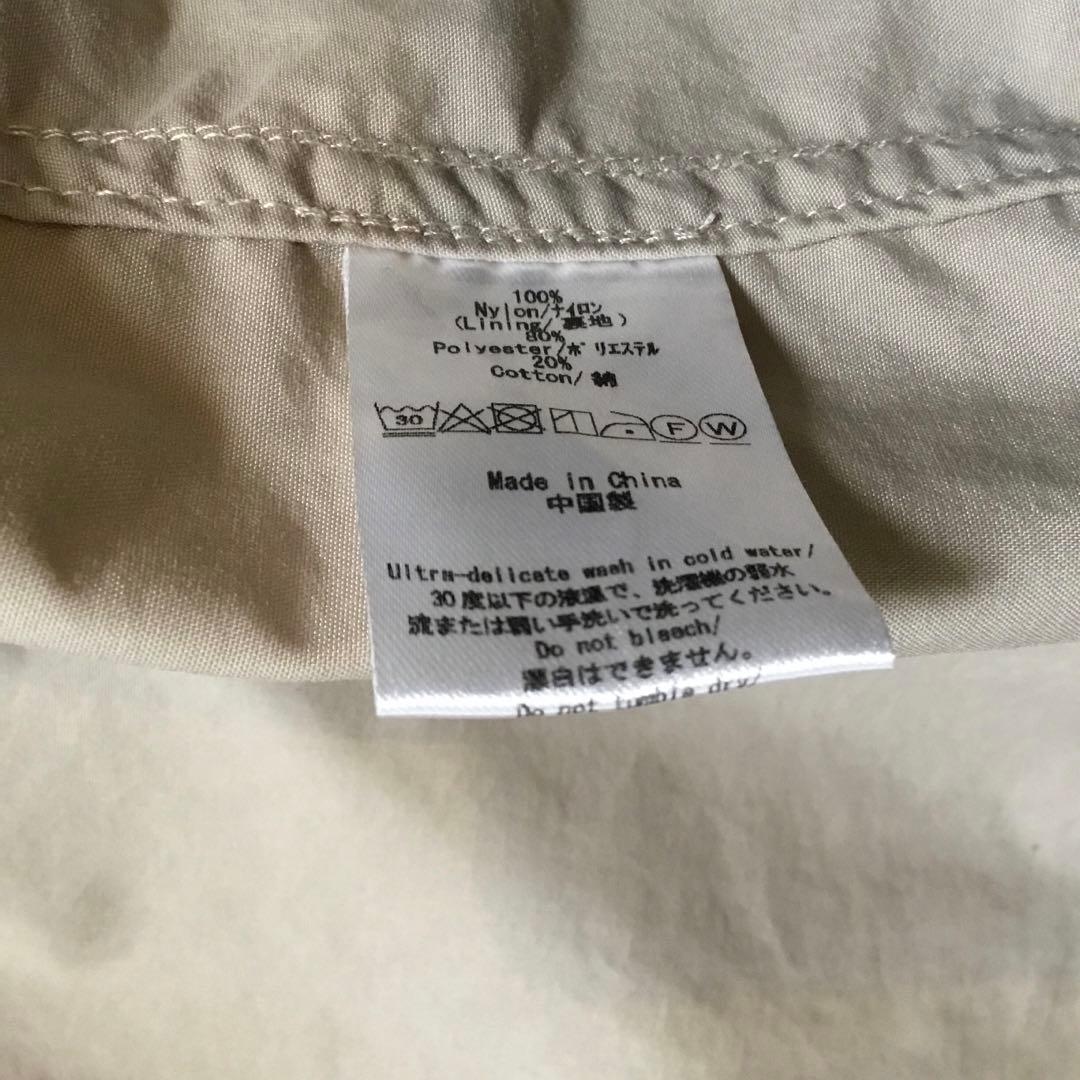 100%
Nylon/ナイロン
(Lining/裏地)
80%
Polyester/ポリエステル
20%
Cotton/綿
30 F W
Made in China
中国製
Ultra-delicate wash in cold water/
30度以下の液温で、洗濯機の弱水
流または弱い手洗いで洗ってください。
Do not bleach/
漂白はできません。
Do not tumble dry/